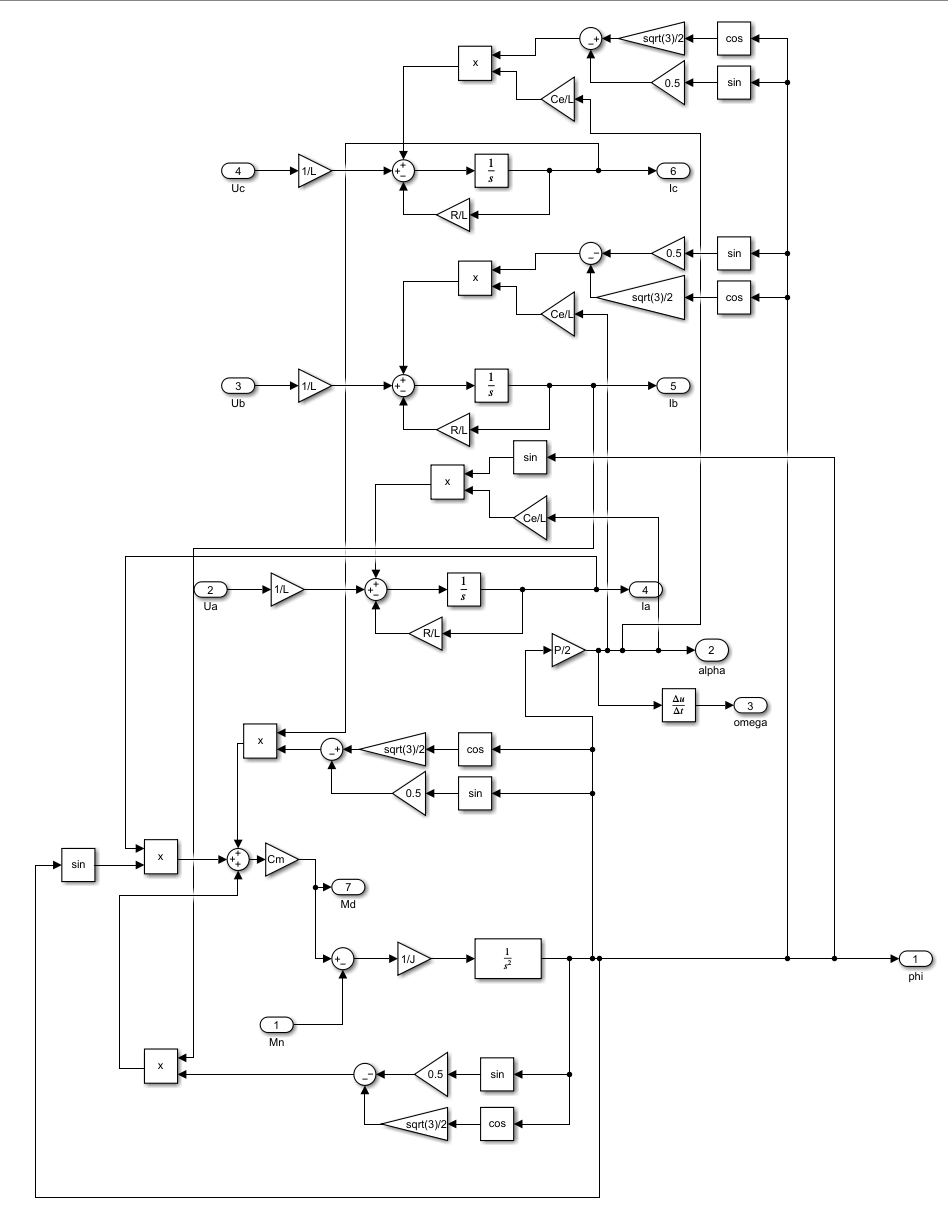 sqrt(3)/2 cos
x
0.5 sin
Ce/L
4 1/L 1/s 6
Uc Ic
R/L
0.5 sin
x
sqrt(3)/2 cos
Ce/L
3 1/L 1/s 5
Ub Ib
R/L
sin
x
Ce/L
2 1/L 1/s 4
Ua Ia
R/L
P/2 2
alpha
Δu/Δt 3
omega
x sqrt(3)/2 cos
0.5 sin
sin x Cm
7
Md
1/J 1/s² 1
phi
1
Mn
x 0.5 sin
sqrt(3)/2 cos